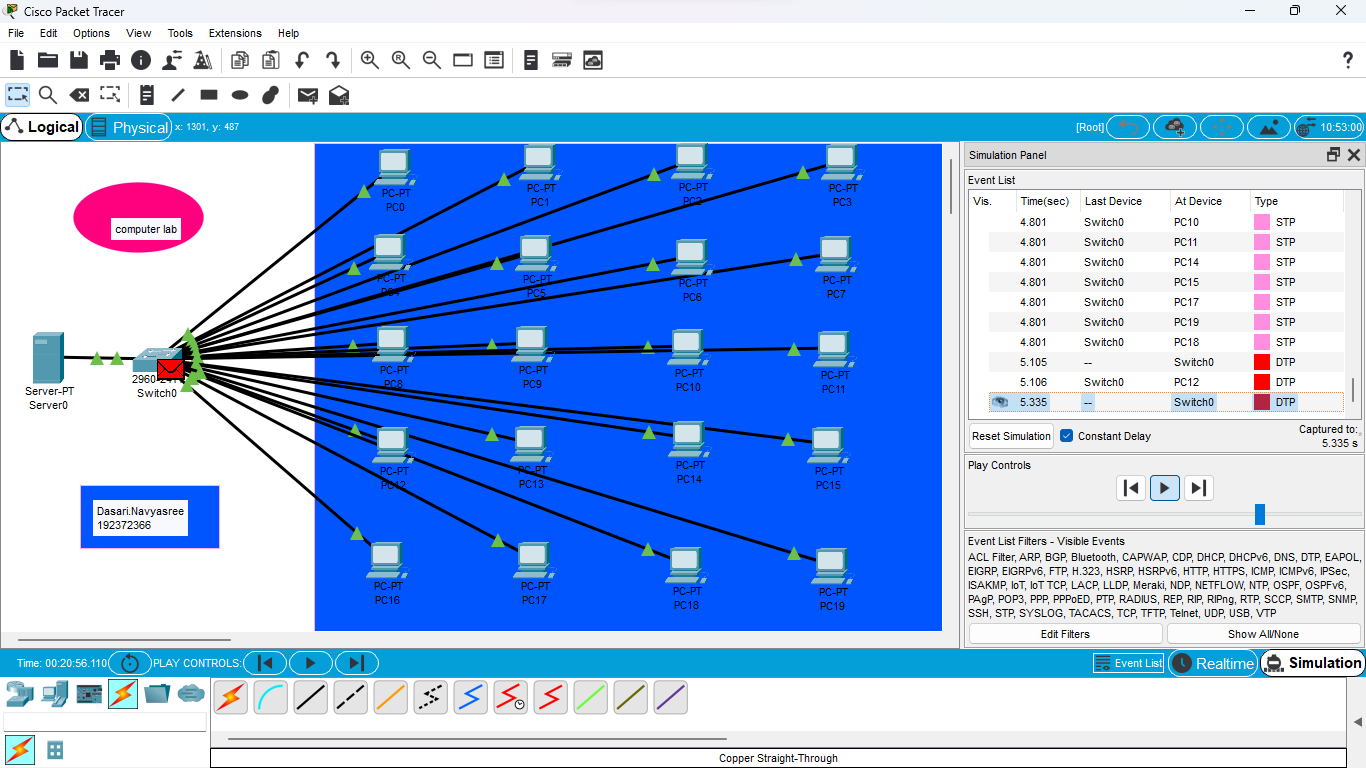 Cisco Packet Tracer
File Edit Options View Tools Extensions Help
Logical Physical x: 1301, y: 487 [Root] 10:53:00
computer lab
Server-PT
Server0
Switch0
Dasari.Navyasree
192372366
PC-PT
PC0
PC-PT
PC1
PC-PT
PC2
PC-PT
PC3
PC-PT
PC4
PC-PT
PC5
PC-PT
PC6
PC-PT
PC7
PC-PT
PC8
PC-PT
PC9
PC-PT
PC10
PC-PT
PC11
PC-PT
PC12
PC-PT
PC13
PC-PT
PC14
PC-PT
PC15
PC-PT
PC16
PC-PT
PC17
PC-PT
PC18
PC-PT
PC19
Simulation Panel
Event List
Vis. Time(sec) Last Device At Device Type
4.801 Switch0 PC10 STP
4.801 Switch0 PC11 STP
4.801 Switch0 PC14 STP
4.801 Switch0 PC15 STP
4.801 Switch0 PC17 STP
4.801 Switch0 PC19 STP
4.801 Switch0 PC18 STP
5.105 -- Switch0 DTP
5.106 Switch0 PC12 DTP
5.335 -- Switch0 DTP
Reset Simulation Constant Delay Captured to:
5.335 s
Play Controls
Event List Filters - Visible Events
ACL Filter, ARP, BGP, Bluetooth, CAPWAP, CDP, DHCP, DHCPv6, DNS, DTP, EAPOL,
EIGRP, EIGRPv6, FTP, H.323, HSRP, HSRPv6, HTTP, HTTPS, ICMP, ICMPv6, IPSec,
ISAKMP, IoT, IoT TCP, LACP, LLDP, Meraki, NDP, NETFLOW, NTP, OSPF, OSPFv6,
PAgP, POP3, PPP, PPPoED, PTP, RADIUS, REP, RIP, RIPng, RTP, SCCP, SMTP, SNMP,
SSH, STP, SYSLOG, TACACS, TCP, TFTP, Telnet, UDP, USB, VTP
Edit Filters Show All/None
Time: 00:20:56.110 PLAY CONTROLS: Event List Realtime Simulation
Copper Straight-Through